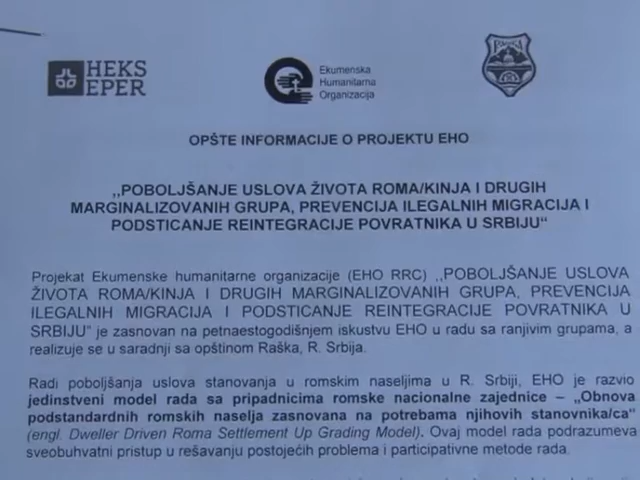 HEKS
EPER
Ekumenska
Humanitarna
Organizacija
OPŠTE INFORMACIJE O PROJEKTU EHO
,,POBOLJŠANJE USLOVA ŽIVOTA ROMA/KINJA I DRUGIH
MARGINALIZOVANIH GRUPA, PREVENCIJA ILEGALNIH MIGRACIJA I
PODSTICANJE REINTEGRACIJE POVRATNIKA U SRBIJU“
Projekat Ekumenske humanitarne organizacije (EHO RRC) ,,POBOLJŠANJE USLOVA
ŽIVOTA ROMA/KINJA I DRUGIH MARGINALIZOVANIH GRUPA, PREVENCIJA
ILEGALNIH MIGRACIJA I PODSTICANJE REINTEGRACIJE POVRATNIKA U
SRBIJU“ je zasnovan na petnaestogodišnjem iskustvu EHO u radu sa ranjivim grupama, a
realizuje se u saradnji sa opštinom Raška, R. Srbija.
Radi poboljšanja uslova stanovanja u romskim naseljima u R. Srbiji, EHO je razvio
jedinstveni model rada sa pripadnicima romske nacionalne zajednice – „Obnova
podstandardnih romskih naselja zasnovana na potrebama njihovih stanovnika/ca“
(engl. Dweller Driven Roma Settlement Up Grading Model). Ovaj model rada podrazumeva
sveobuhvatni pristup u rešavanju postojećih problema i participativne metode rada.